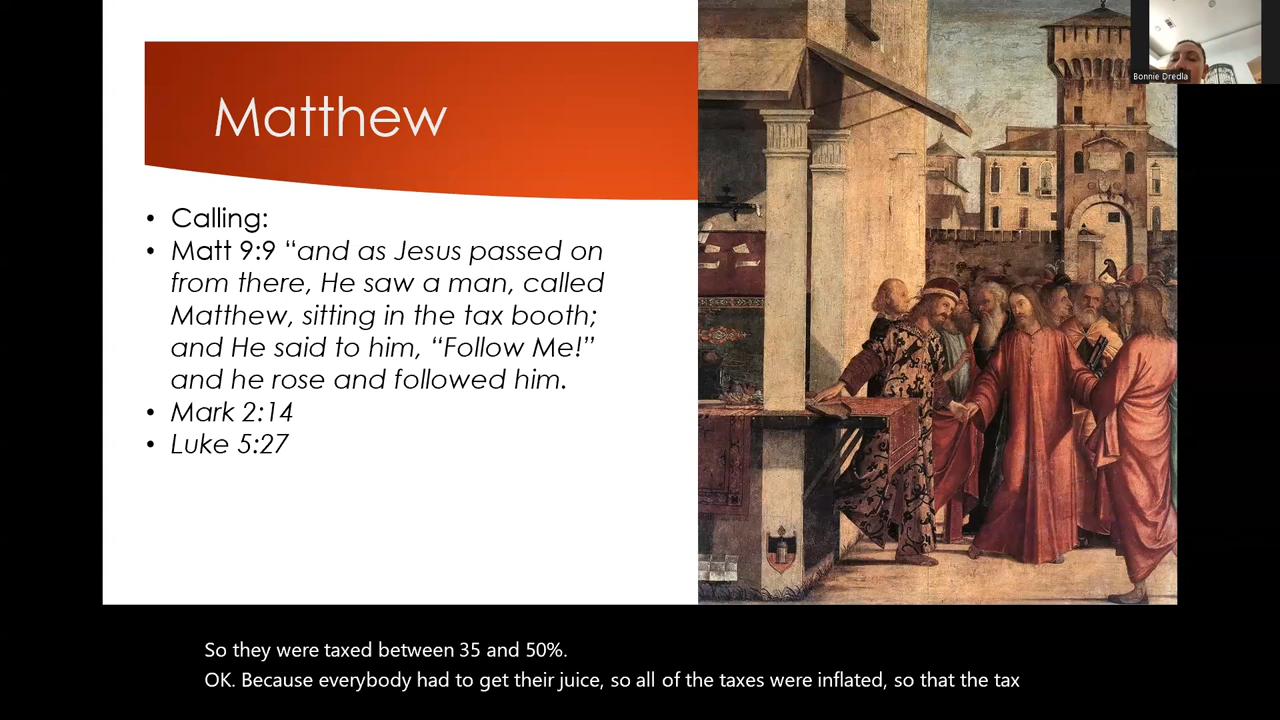 Matthew
Bonnie Dredla
• Calling:
• Matt 9:9 “and as Jesus passed on
from there, He saw a man, called
Matthew, sitting in the tax booth;
and He said to him, “Follow Me!”
and he rose and followed him.
• Mark 2:14
• Luke 5:27
So they were taxed between 35 and 50%.
OK. Because everybody had to get their juice, so all of the taxes were inflated, so that the tax